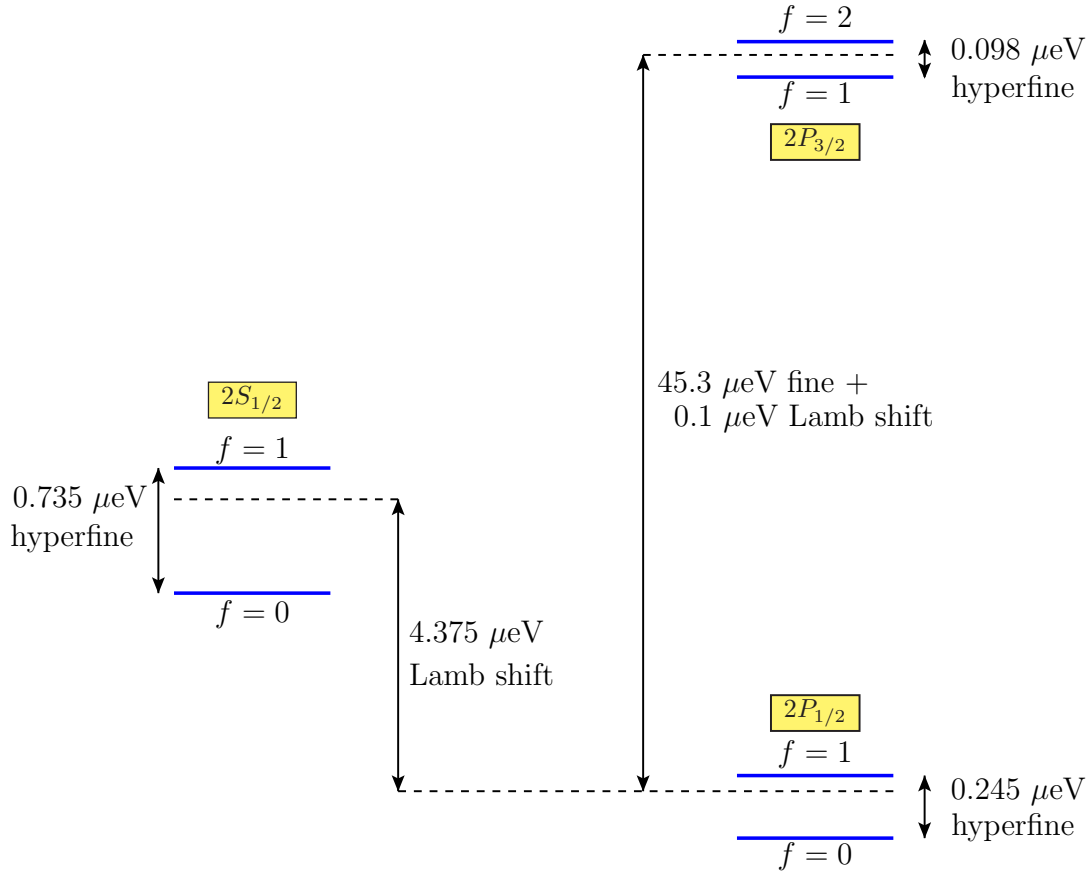 f = 2
0.098 μeV
hyperfine
f = 1
2P3/2
45.3 μeV fine +
0.1 μeV Lamb shift
2S1/2
f = 1
0.735 μeV
hyperfine
f = 0
4.375 μeV
Lamb shift
2P1/2
f = 1
0.245 μeV
hyperfine
f = 0